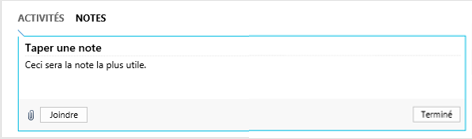 ACTIVITÉS NOTES
Taper une note
Ceci sera la note la plus utile.
Joindre Terminé